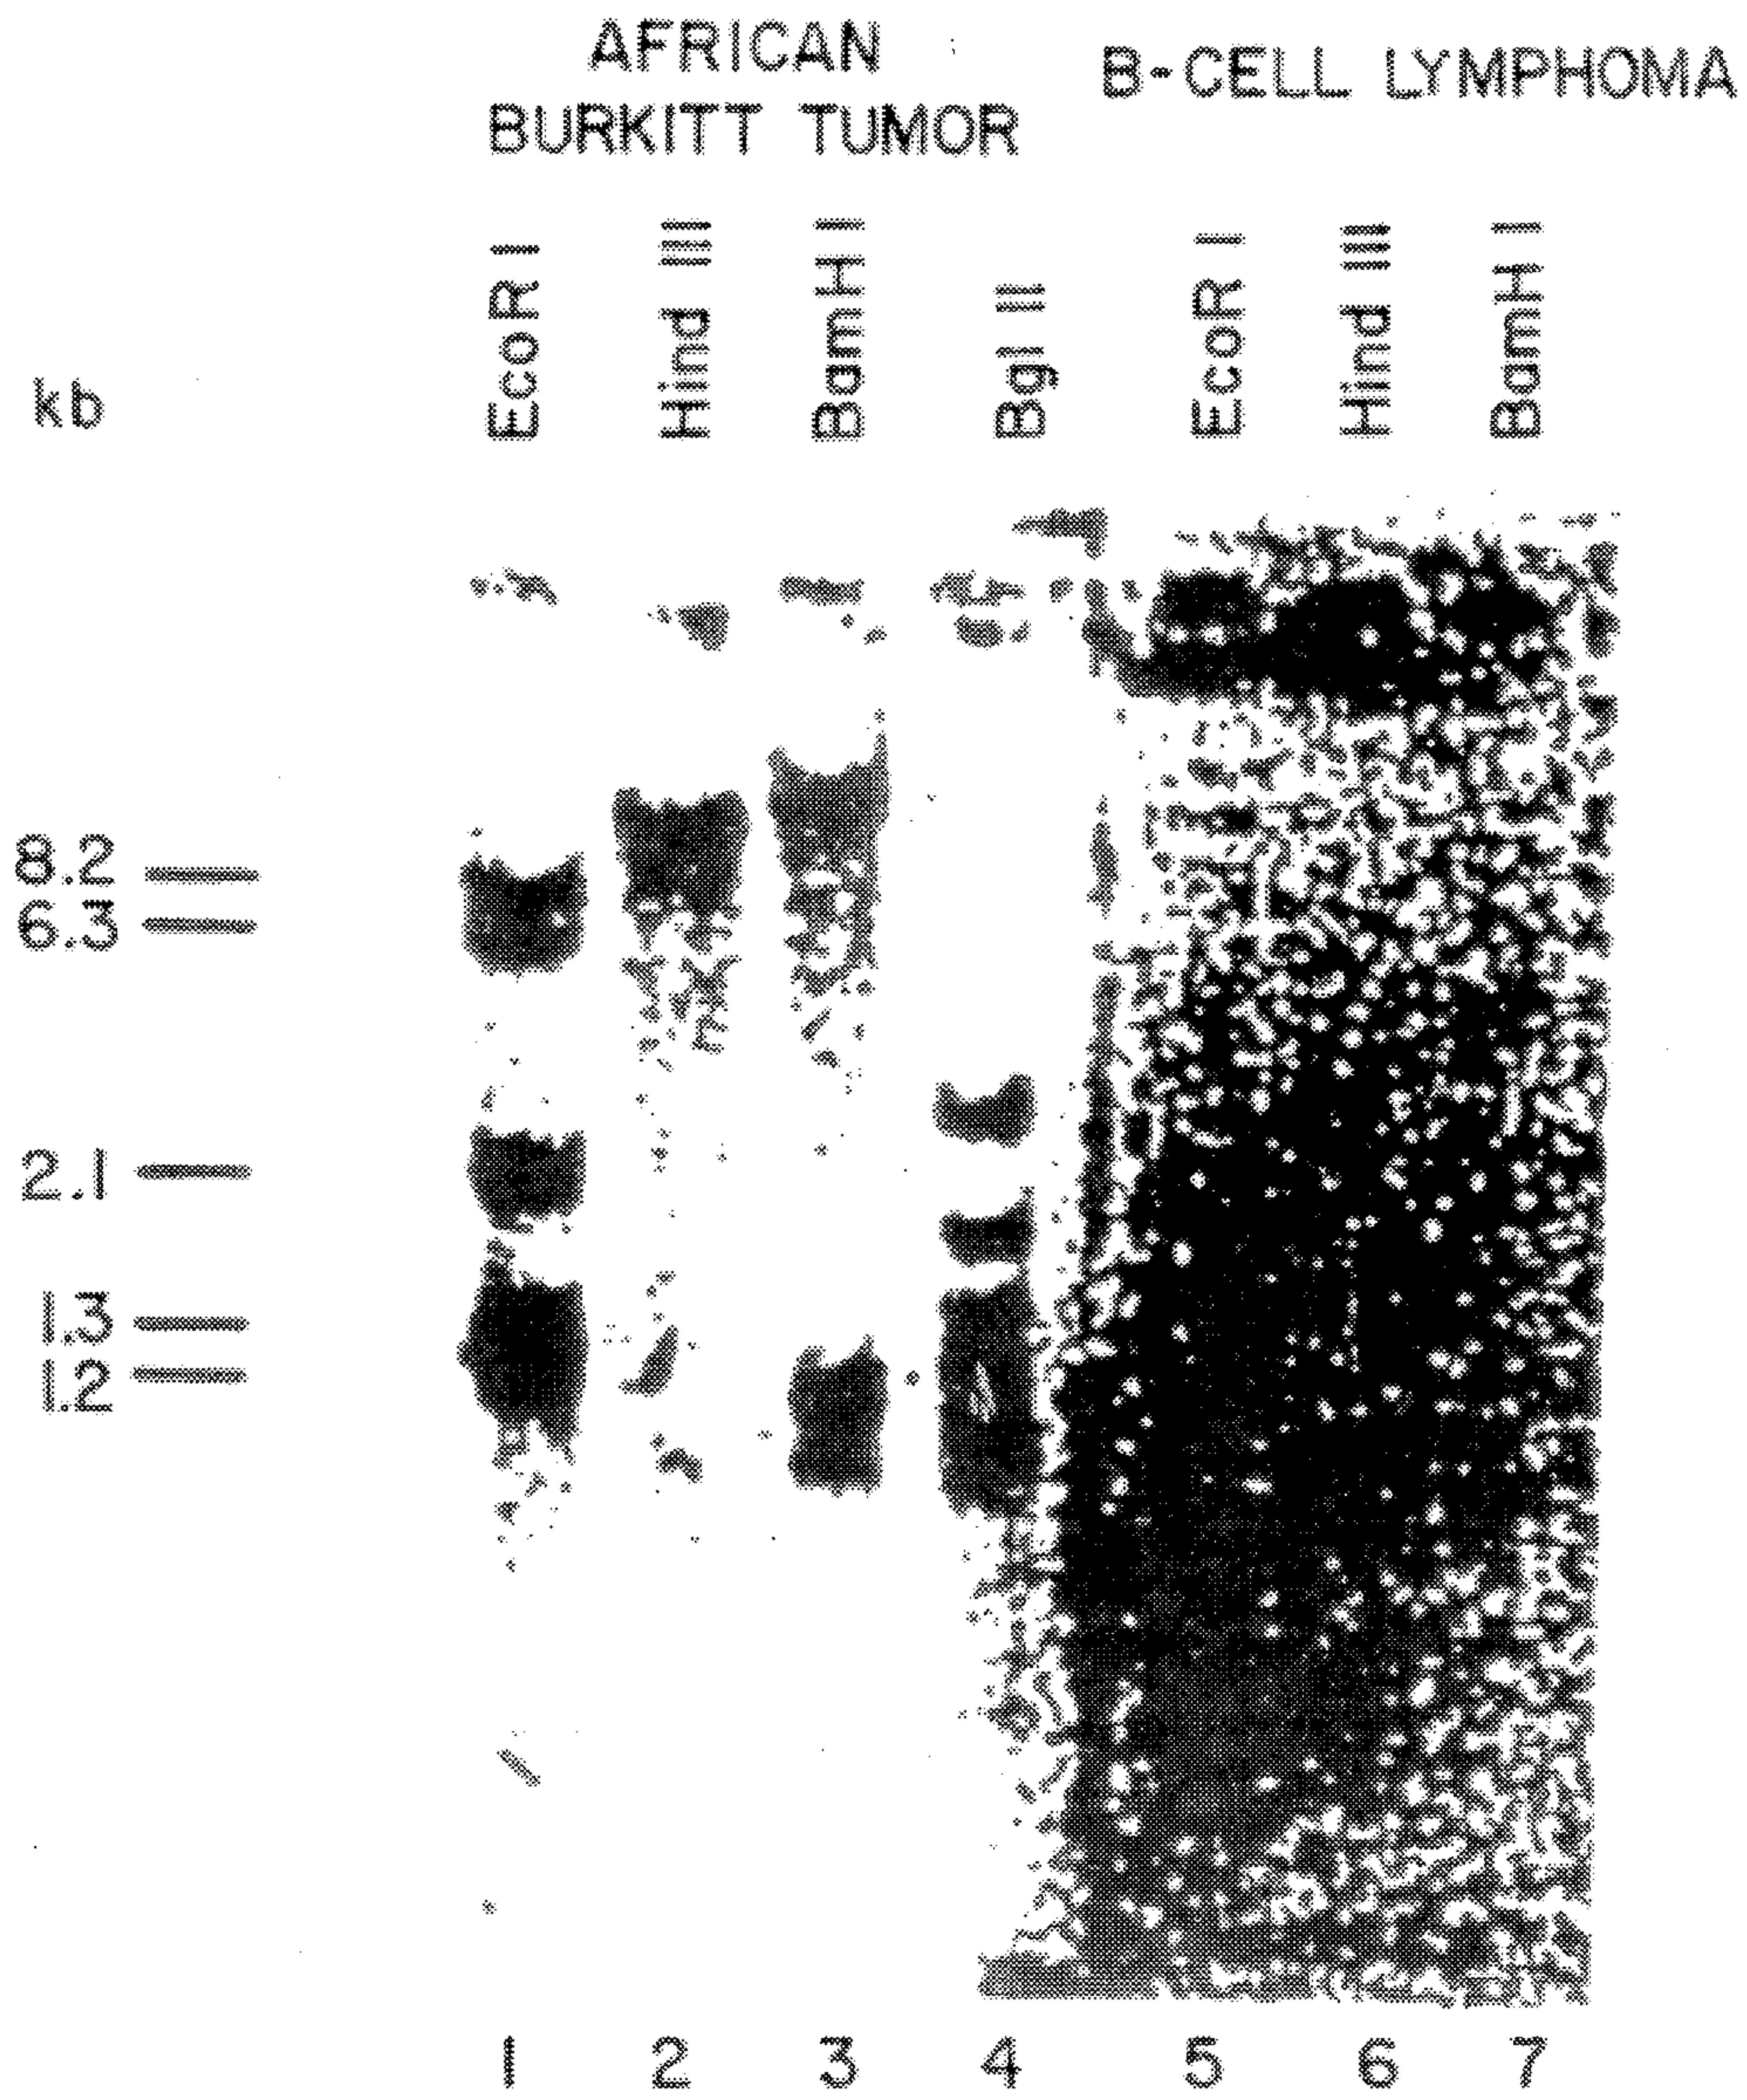 AFRICAN
BURKITT TUMOR
B-CELL LYMPHOMA
kb
EcoR I
Hind III
BamH I
Bgl II
EcoR I
Hind III
BamH I
8.2
6.3
2.1
1.3
1.2
1 2 3 4 5 6 7